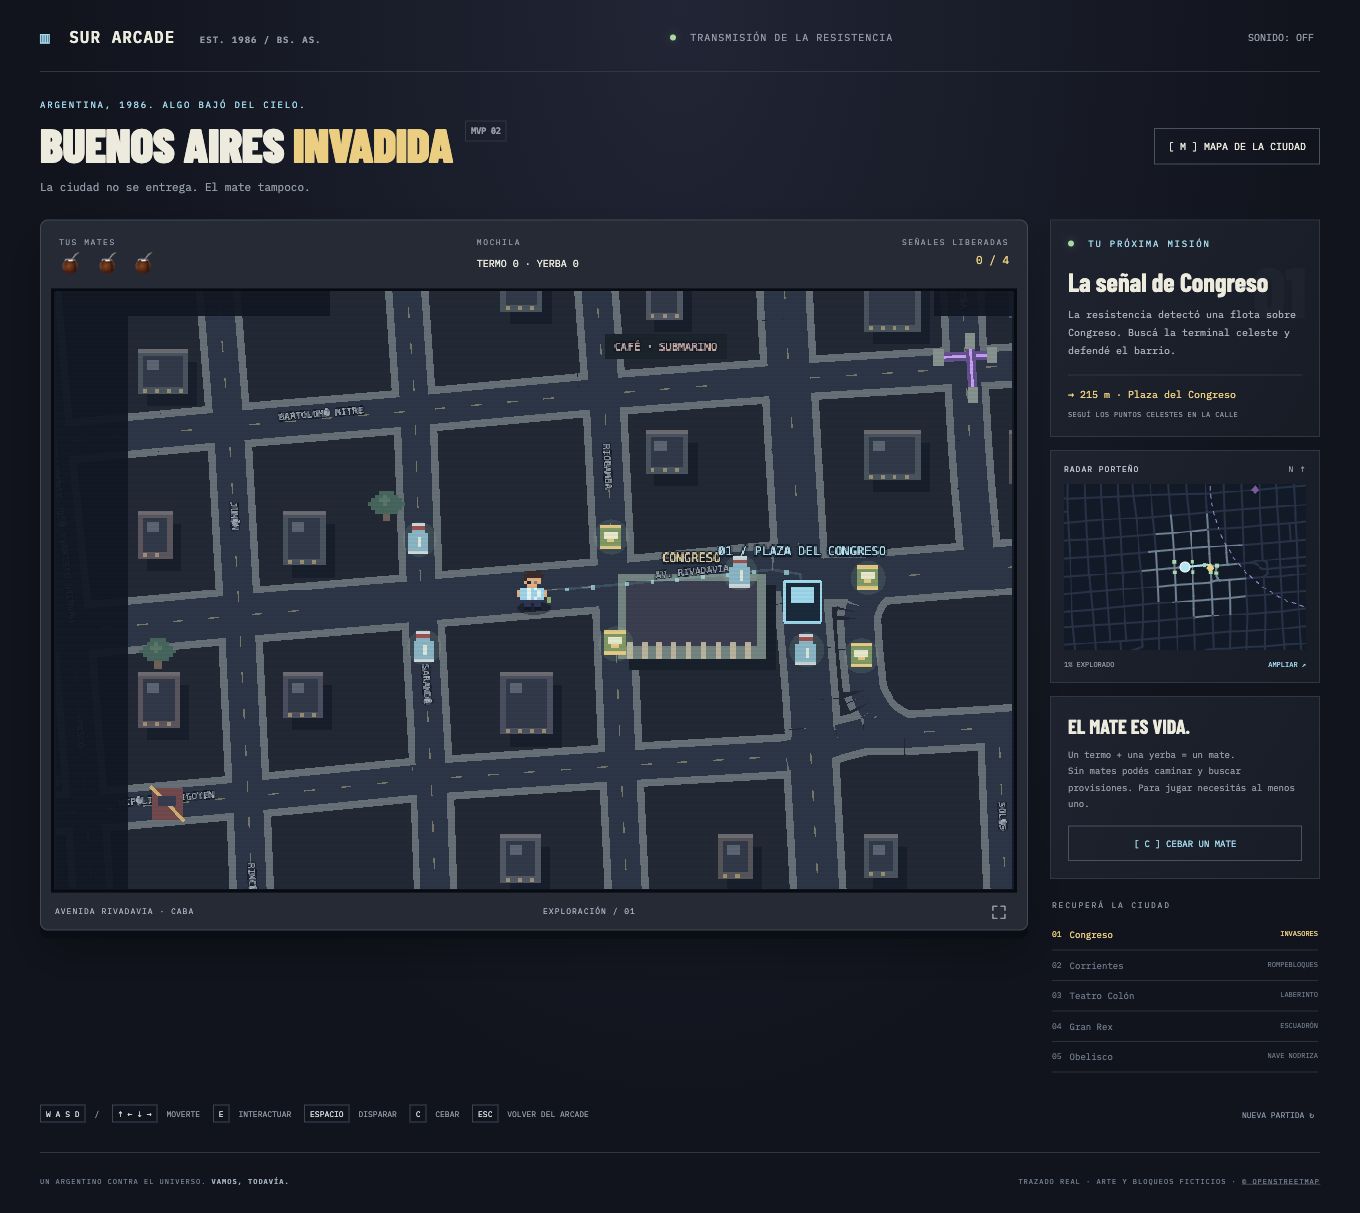 SUR ARCADE
EST. 1986 / BS. AS.
TRANSMISIÓN DE LA RESISTENCIA
SONIDO: OFF
ARGENTINA, 1986. ALGO BAJÓ DEL CIELO.
BUENOS AIRES INVADIDA
MVP 02
[ M ] MAPA DE LA CIUDAD
La ciudad no se entrega. El mate tampoco.
TUS MATES
MOCHILA
TERMO 0 · YERBA 0
SEÑALES LIBERADAS
0 / 4
CAFÉ · SUBMARINO
MITRE
RIOBAMBA
01 / PLAZA DEL CONGRESO
CONGRESO
AV. RIVADAVIA
AVENIDA RIVADAVIA · CABA
EXPLORACIÓN / 01
TU PRÓXIMA MISIÓN
01
La señal de Congreso
La resistencia detectó una flota sobre
Congreso. Buscá la terminal celeste y
defendé el barrio.
→ 215 m · Plaza del Congreso
SEGUÍ LOS PUNTOS CELESTES EN LA CALLE
RADAR PORTEÑO
N ↑
1% EXPLORADO
AMPLIAR ↗
EL MATE ES VIDA.
Un termo + una yerba = un mate.
Sin mates podés caminar y buscar
provisiones. Para jugar necesitás al menos
uno.
[ C ] CEBAR UN MATE
RECUPERÁ LA CIUDAD
01 Congreso INVASORES
02 Corrientes ROMPEBLOQUES
03 Teatro Colón LABERINTO
04 Gran Rex ESCUADRÓN
05 Obelisco NAVE NODRIZA
W A S D / ↑ ← ↓ → MOVERTE E INTERACTUAR ESPACIO DISPARAR C CEBAR ESC VOLVER DEL ARCADE
NUEVA PARTIDA ↻
UN ARGENTINO CONTRA EL UNIVERSO. VAMOS, TODAVÍA.
TRAZADO REAL · ARTE Y BLOQUEOS FICTICIOS · © OPENSTREETMAP